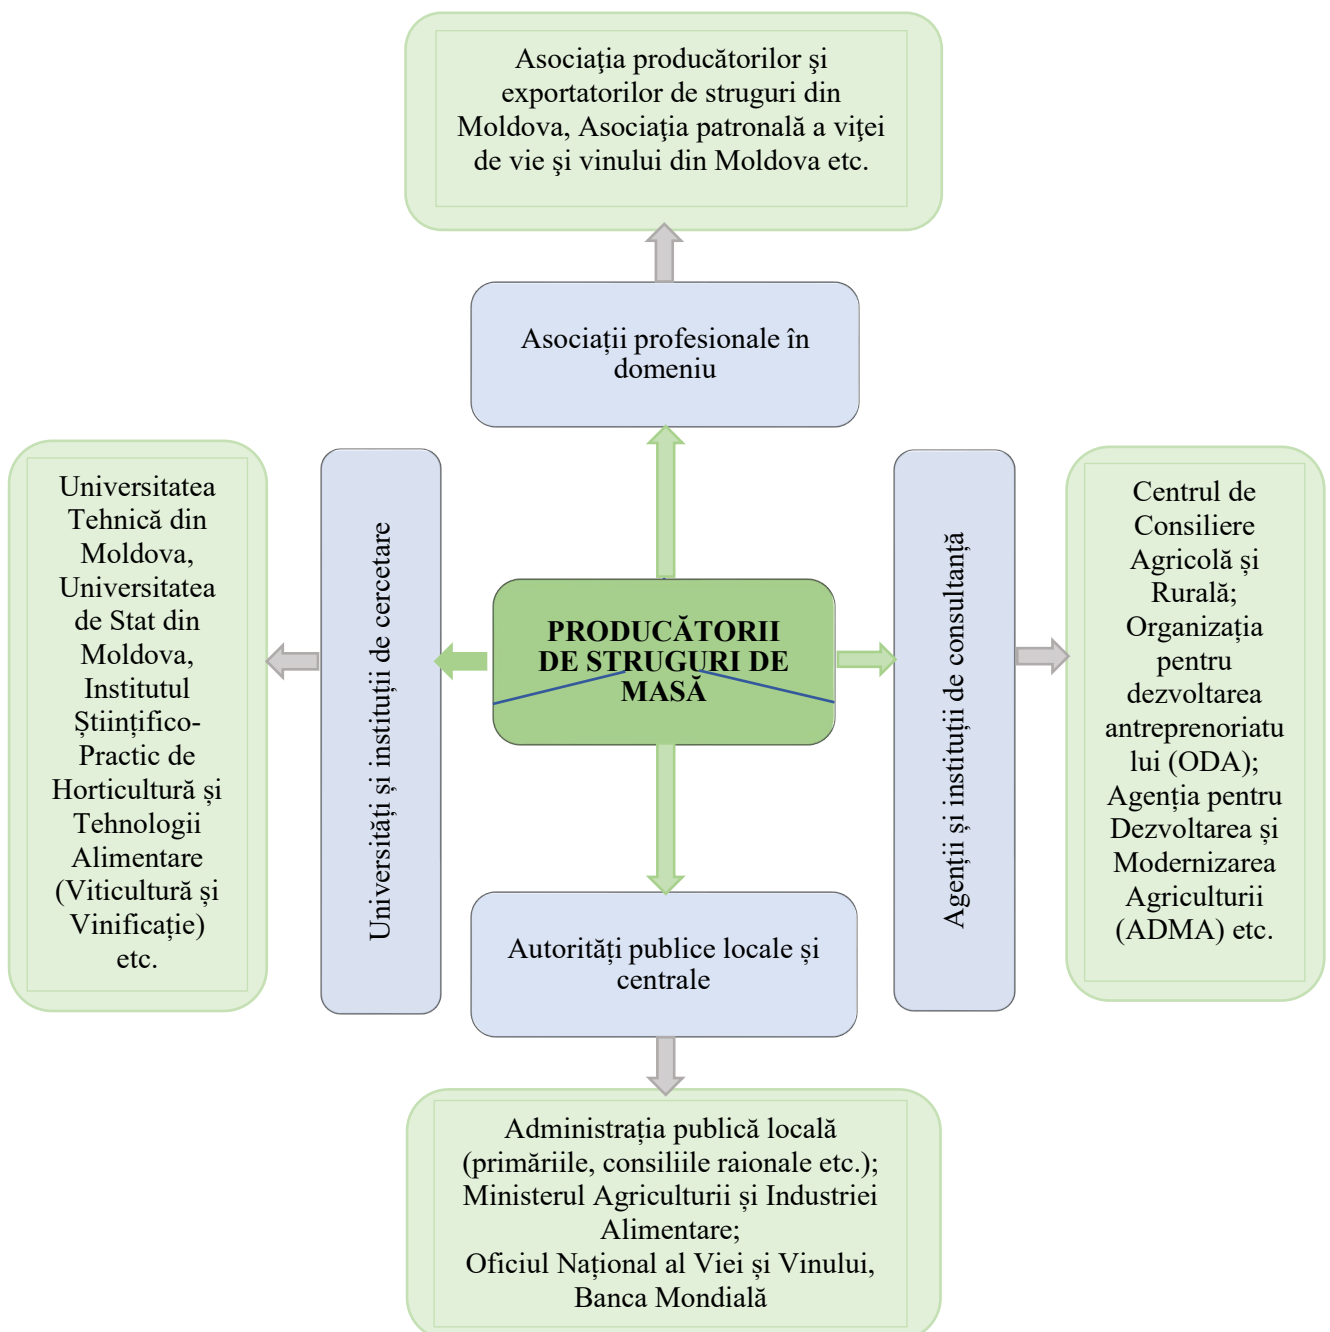 Asociaţia producătorilor şi
exportatorilor de struguri din
Moldova, Asociaţia patronală a viţei
de vie şi vinului din Moldova etc.
Asociații profesionale în
domeniu
Universitatea
Tehnică din
Moldova,
Universitatea
de Stat din
Moldova,
Institutul
Științifico-
Practic de
Horticultură și
Tehnologii
Alimentare
(Viticultură și
Vinificație)
etc.
Universități și instituții de cercetare
PRODUCĂTORII
DE STRUGURI DE
MASĂ
Agenții și instituții de consultanță
Centrul de
Consiliere
Agricolă și
Rurală;
Organizația
pentru
dezvoltarea
antreprenoriatu
lui (ODA);
Agenția pentru
Dezvoltarea și
Modernizarea
Agriculturii
(ADMA) etc.
Autorități publice locale și
centrale
Administrația publică locală
(primăriile, consiliile raionale etc.);
Ministerul Agriculturii și Industriei
Alimentare;
Oficiul Național al Viei și Vinului,
Banca Mondială